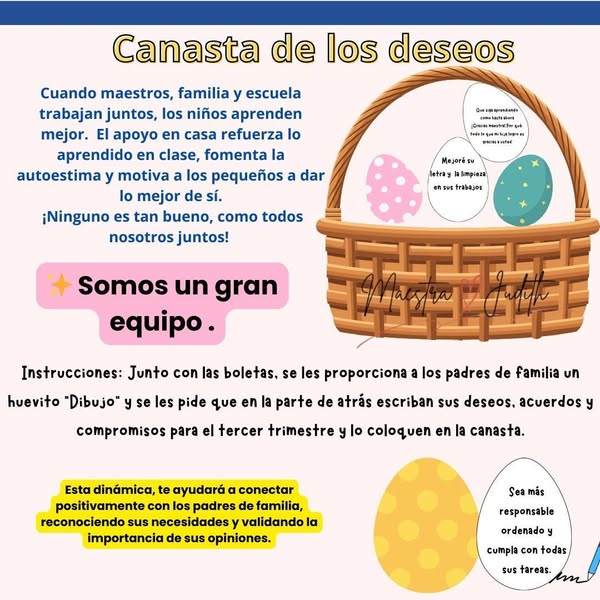 Canasta de los deseos
Cuando maestros, familia y escuela
trabajan juntos, los niños aprenden
mejor. El apoyo en casa refuerza lo
aprendido en clase, fomenta la
autoestima y motiva a los pequeños a dar
lo mejor de sí.
¡Ninguno es tan bueno, como todos
nosotros juntos!
Que siga aprendiendo
como hasta ahora
¡Gracias maestra! Por qué
todo lo que mi hijo logro es
gracias a usted
Mejoré su
letra y la limpieza
en sus trabajos
✨ Somos un gran
equipo .
Maestra Judith
Instrucciones: Junto con las boletas, se les proporciona a los padres de familia un
huevito "Dibujo" y se les pide que en la parte de atrás escriban sus deseos, acuerdos y
compromisos para el tercer trimestre y lo coloquen en la canasta.
Esta dinámica, te ayudará a conectar
positivamente con los padres de familia,
reconociendo sus necesidades y validando la
importancia de sus opiniones.
Sea más
responsable
ordenado y
cumpla con todas
sus tareas.